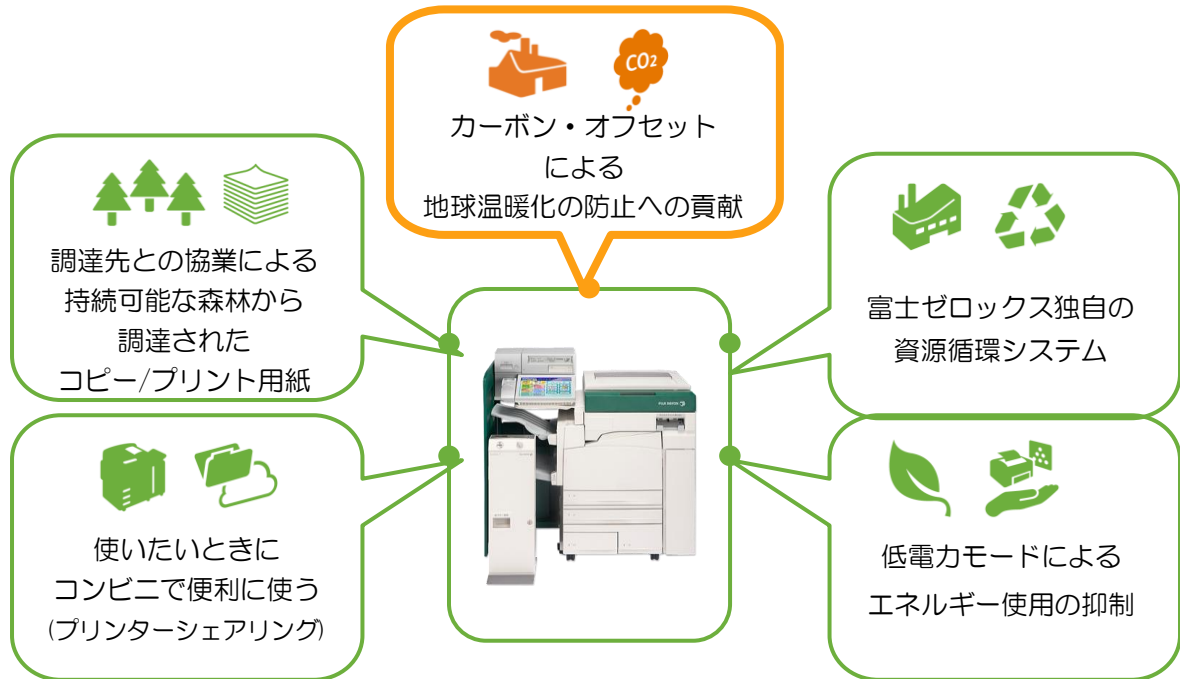 CO2
カーボン・オフセット
による
地球温暖化の防止への貢献
調達先との協業による
持続可能な森林から
調達された
コピー/プリント用紙
富士ゼロックス独自の
資源循環システム
FUJI XEROX
使いたいときに
コンビニで便利に使う
(プリンターシェアリング)
低電力モードによる
エネルギー使用の抑制